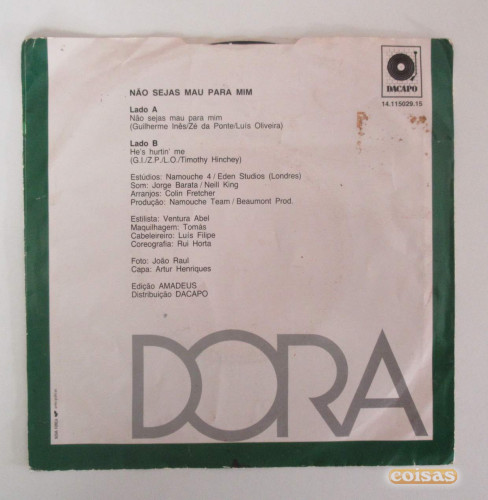 DACAPO
14.115029.15
NÃO SEJAS MAU PARA MIM
Lado A
Não sejas mau para mim
(Guilherme Inês/Zé da Ponte/Luís Oliveira)
Lado B
He's hurtin' me
(G.I./Z.P./L.O./Timothy Hinchey)
Estúdios: Namouche 4 / Eden Studios (Londres)
Som: Jorge Barata / Neill King
Arranjos: Colin Fretcher
Produção: Namouche Team / Beaumont Prod.
Estilista: Ventura Abel
Maquilhagem: Tomás
Cabeleireiro: Luís Filipe
Coreografia: Rui Horta
Foto: João Raul
Capa: Artur Henriques
Edição AMADEUS
Distribuição DACAPO
DORA
coisas